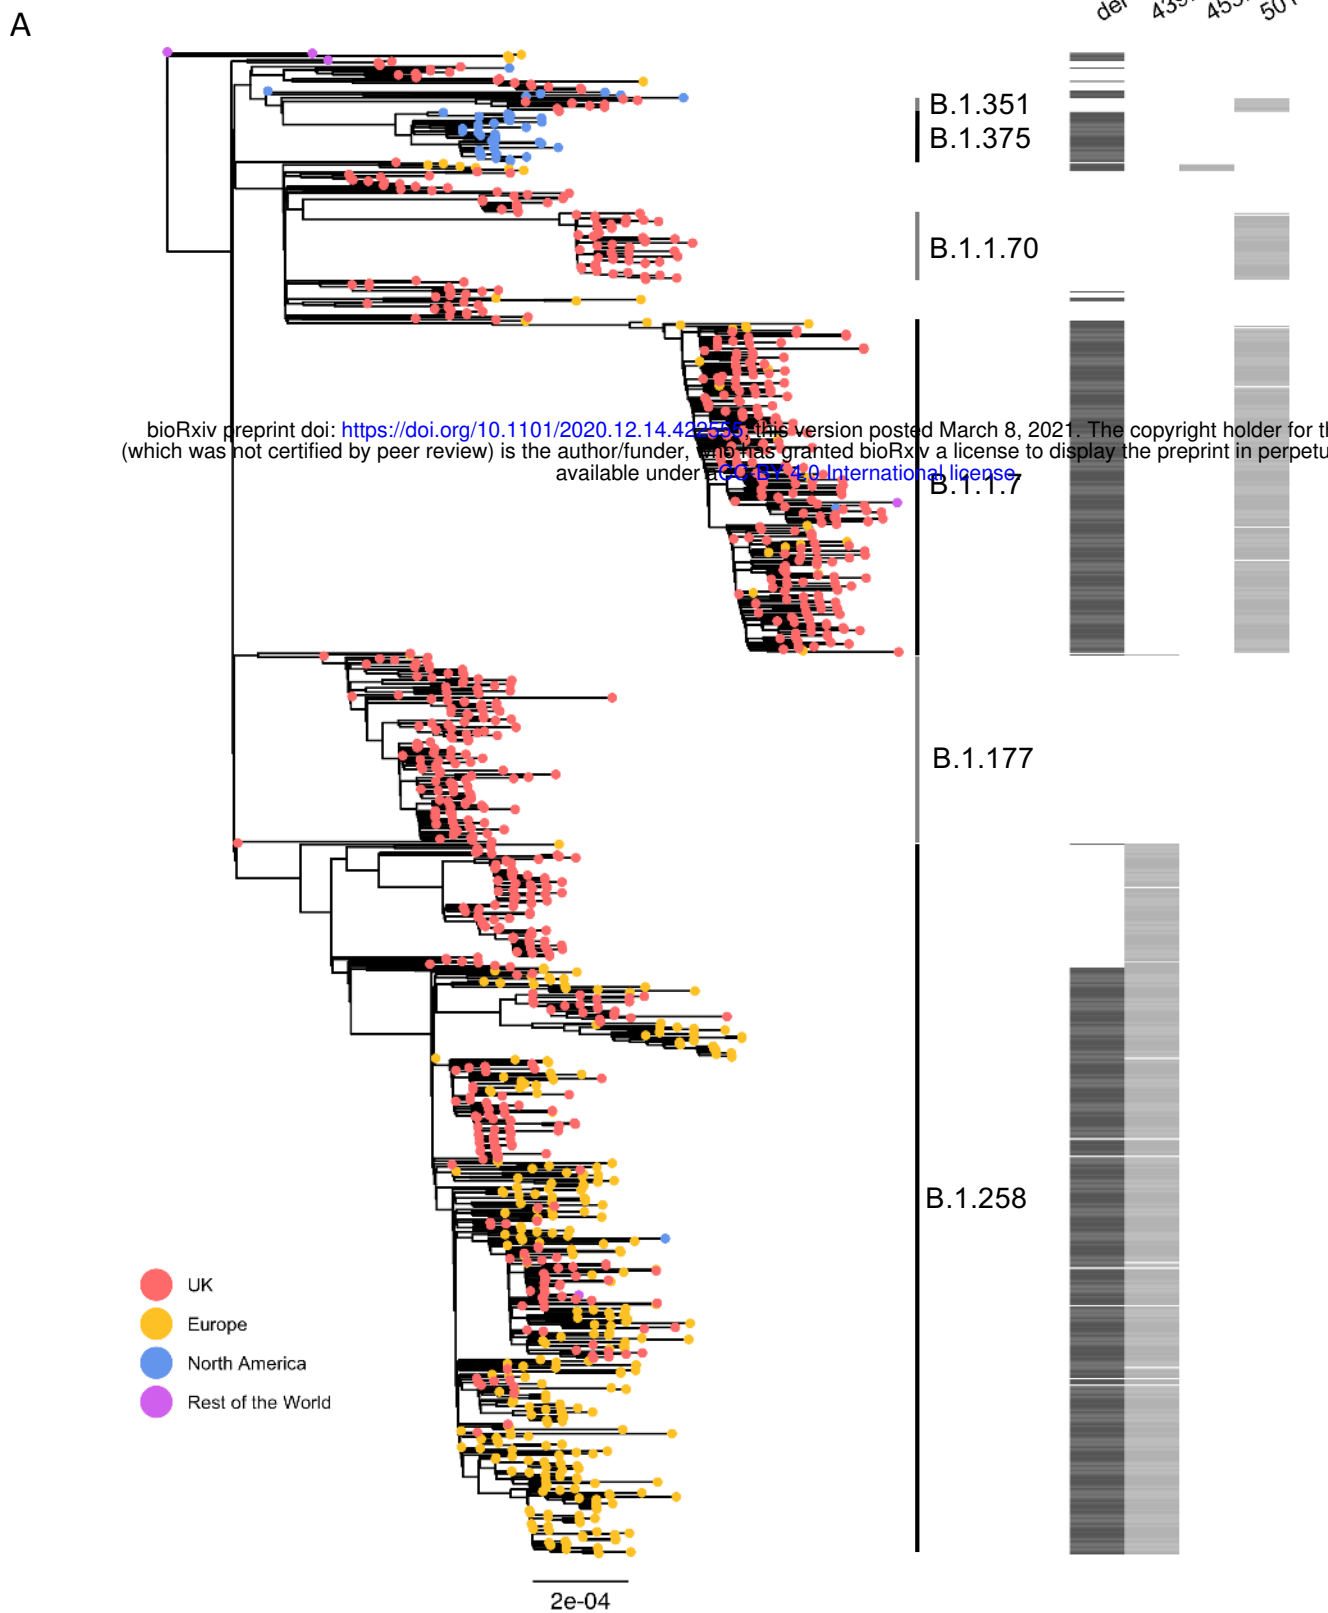 A
B.1.351
B.1.375
B.1.1.70
bioRxiv preprint doi: https://doi.org/10.1101/2020.12.14.422555; this version posted March 8, 2021. The copyright holder for
(which was not certified by peer review) is the author/funder, who has granted bioRxiv a license to display the preprint in
available under aCC-BY 4.0 International license.
B.1.1.7
B.1.177
B.1.258
UK
Europe
North America
Rest of the World
2e-04